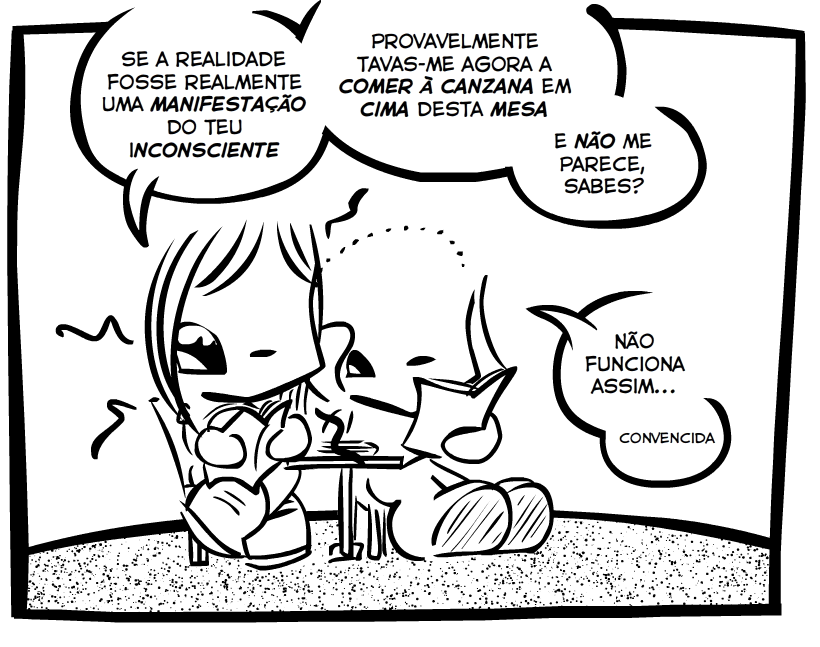 SE A REALIDADE
FOSSE REALMENTE
UMA MANIFESTAÇÃO
DO TEU
INCONSCIENTE
PROVAVELMENTE
TAVAS-ME AGORA A
COMER À CANZANA EM
CIMA DESTA MESA
E NÃO ME
PARECE,
SABES?
NÃO
FUNCIONA
ASSIM...
CONVENCIDA